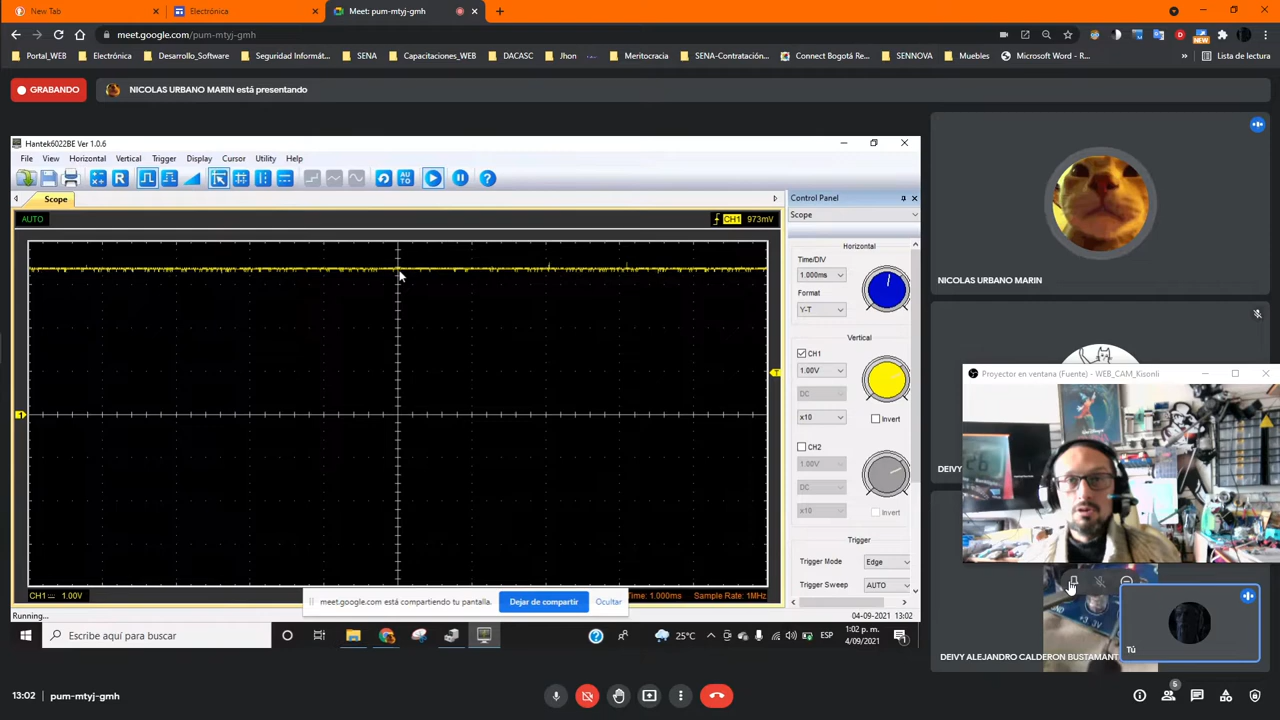 New Tab
Electrónica
Meet: pum-mtyj-gmh
meet.google.com/pum-mtyj-gmh
Portal_WEB
Electrónica
Desarrollo_Software
Seguridad Informát...
SENA
Capacitaciones_WEB
DACASC
Jhon
Meritocracia
SENA-Contratación...
Connect Bogotá Re...
SENNOVA
Muebles
Microsoft Word - R...
»
Lista de lectura
GRABANDO
NICOLAS URBANO MARIN está presentando
Hantek6022BE Ver 1.0.6
File View Horizontal Vertical Trigger Display Cursor Utility Help
R
AUTO
?
Scope
Control Panel
Scope
AUTO
CH1 973mV
Horizontal
Time/DIV
1.000ms
Format
Y-T
Vertical
CH1
1.00V
DC
x10
Invert
CH2
1.00V
DC
x10
Invert
Trigger
Trigger Mode Edge
Trigger Sweep AUTO
T
1
CH1 1.00V
Time: 1.000ms Sample Rate: 1MHz
meet.google.com está compartiendo tu pantalla.
Dejar de compartir
Ocultar
Running...
04-09-2021 13:02
Escribe aquí para buscar
25°C
ESP
1:02 p. m.
4/09/2021
1
NICOLAS URBANO MARIN
DEIVY
Proyector en ventana (Fuente) - WEB_CAM_Kisonli
DEIVY ALEJANDRO CALDERON BUSTAMANT
Tú
13:02
pum-mtyj-gmh
5